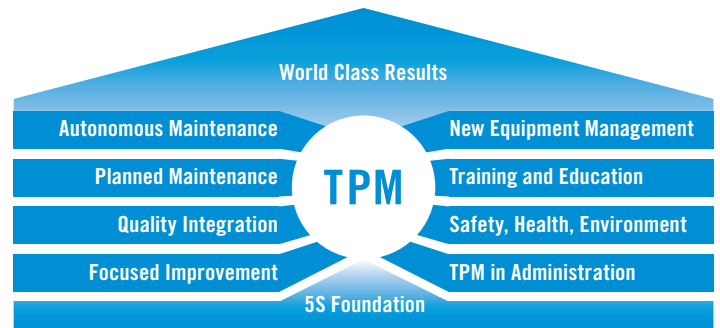 World Class Results
Autonomous Maintenance
Planned Maintenance
Quality Integration
Focused Improvement
TPM
New Equipment Management
Training and Education
Safety, Health, Environment
TPM in Administration
5S Foundation